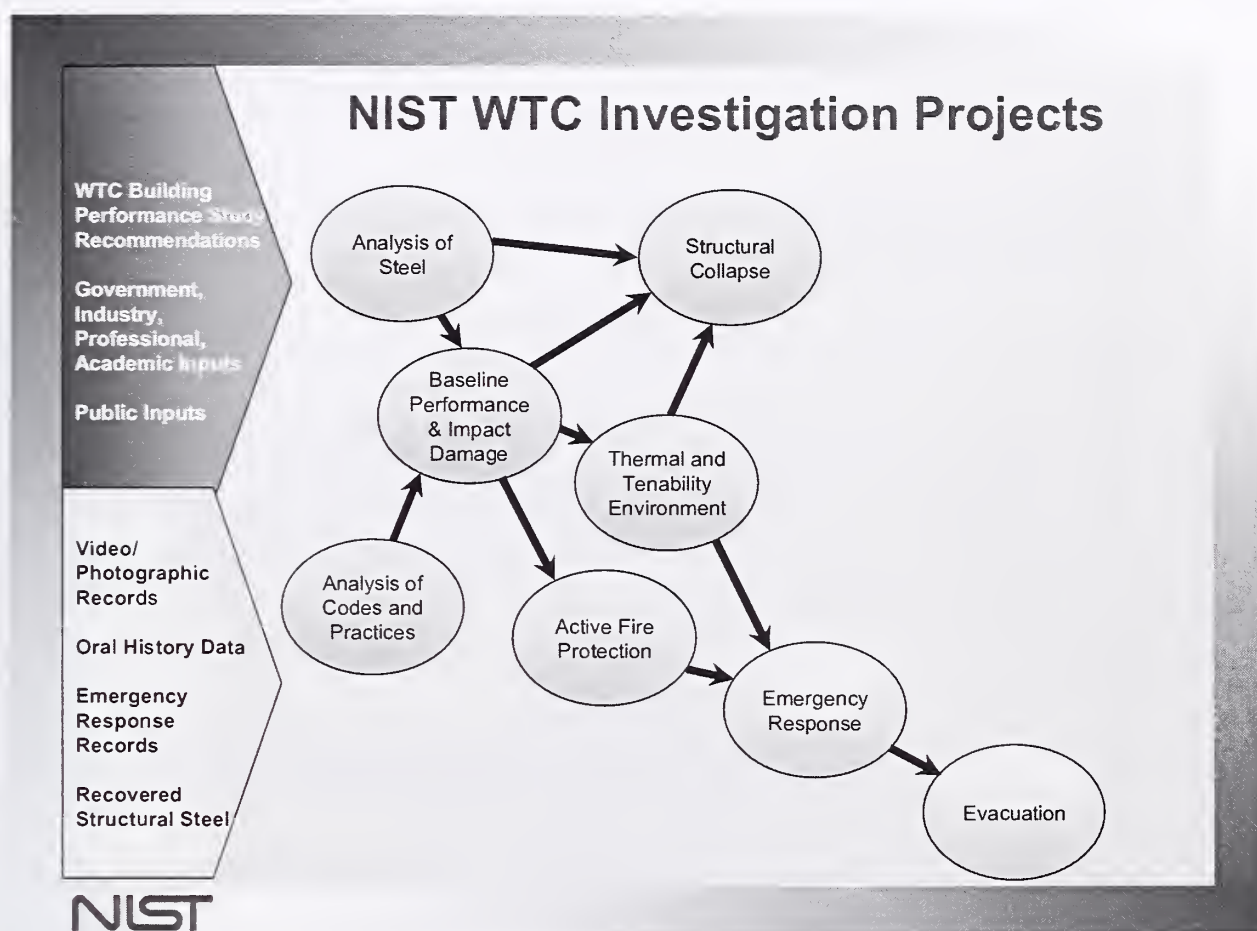 NIST WTC Investigation Projects
WTC Building
Performance Study
Recommendations
Government,
Industry,
Professional,
Academic Inputs
Public Inputs
Video/
Photographic
Records
Oral History Data
Emergency
Response
Records
Recovered
Structural Steel
Analysis of
Steel
Structural
Collapse
Baseline
Performance
& Impact
Damage
Thermal and
Tenability
Environment
Analysis of
Codes and
Practices
Active Fire
Protection
Emergency
Response
Evacuation
NIST